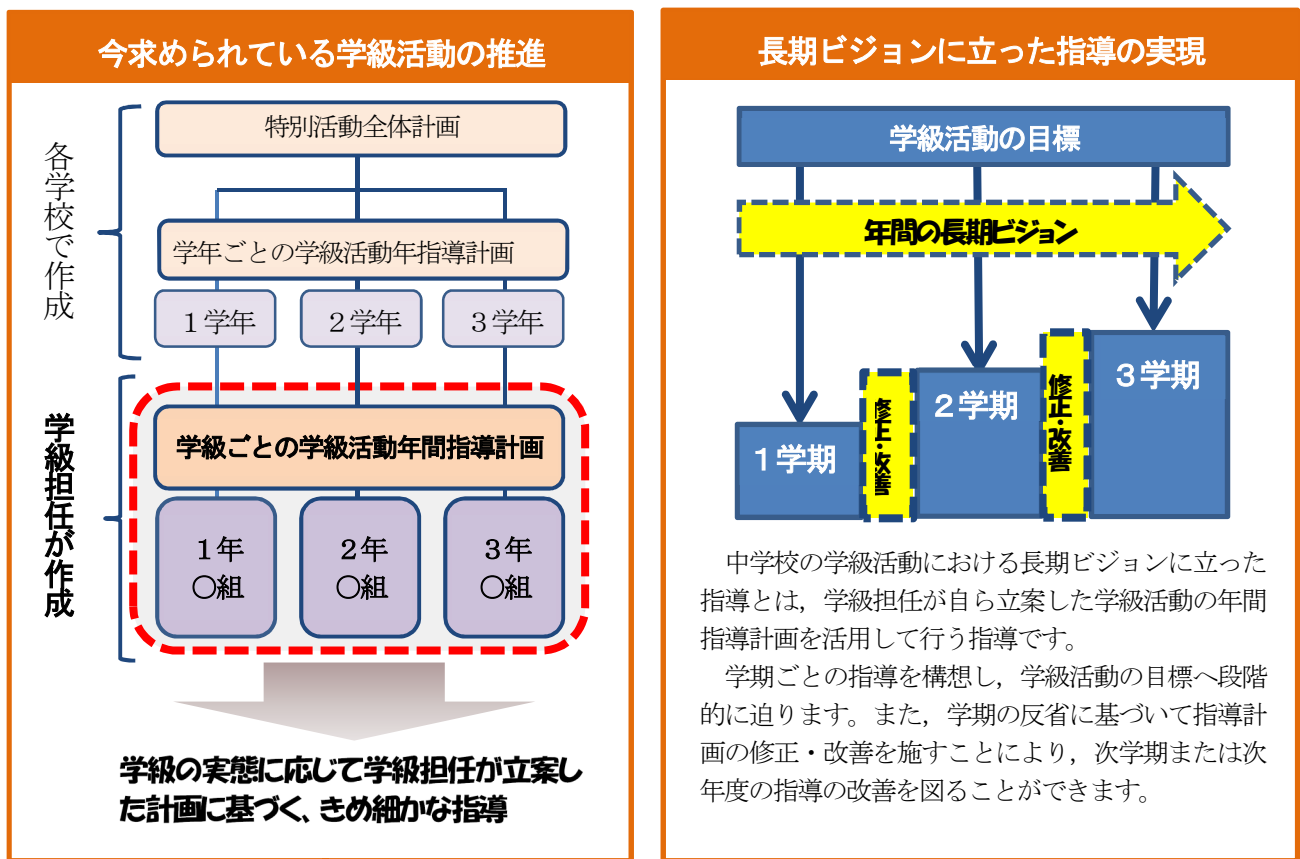 今求められている学級活動の推進
各学校で作成
特別活動全体計画
学年ごとの学級活動年指導計画
1学年
2学年
3学年
学級担任が作成
学級ごとの学級活動年間指導計画
1年
○組
2年
○組
3年
○組
学級の実態に応じて学級担任が立案し
た計画に基づく、きめ細かな指導
長期ビジョンに立った指導の実現
学級活動の目標
年間の長期ビジョン
1学期
修正・改善
2学期
修正・改善
3学期
中学校の学級活動における長期ビジョンに立った
指導とは，学級担任が自ら立案した学級活動の年間
指導計画を活用して行う指導です。
学期ごとの指導を構想し，学級活動の目標へ段階
的に迫ります。また，学期の反省に基づいて指導計
画の修正・改善を施すことにより，次学期または次
年度の指導の改善を図ることができます。